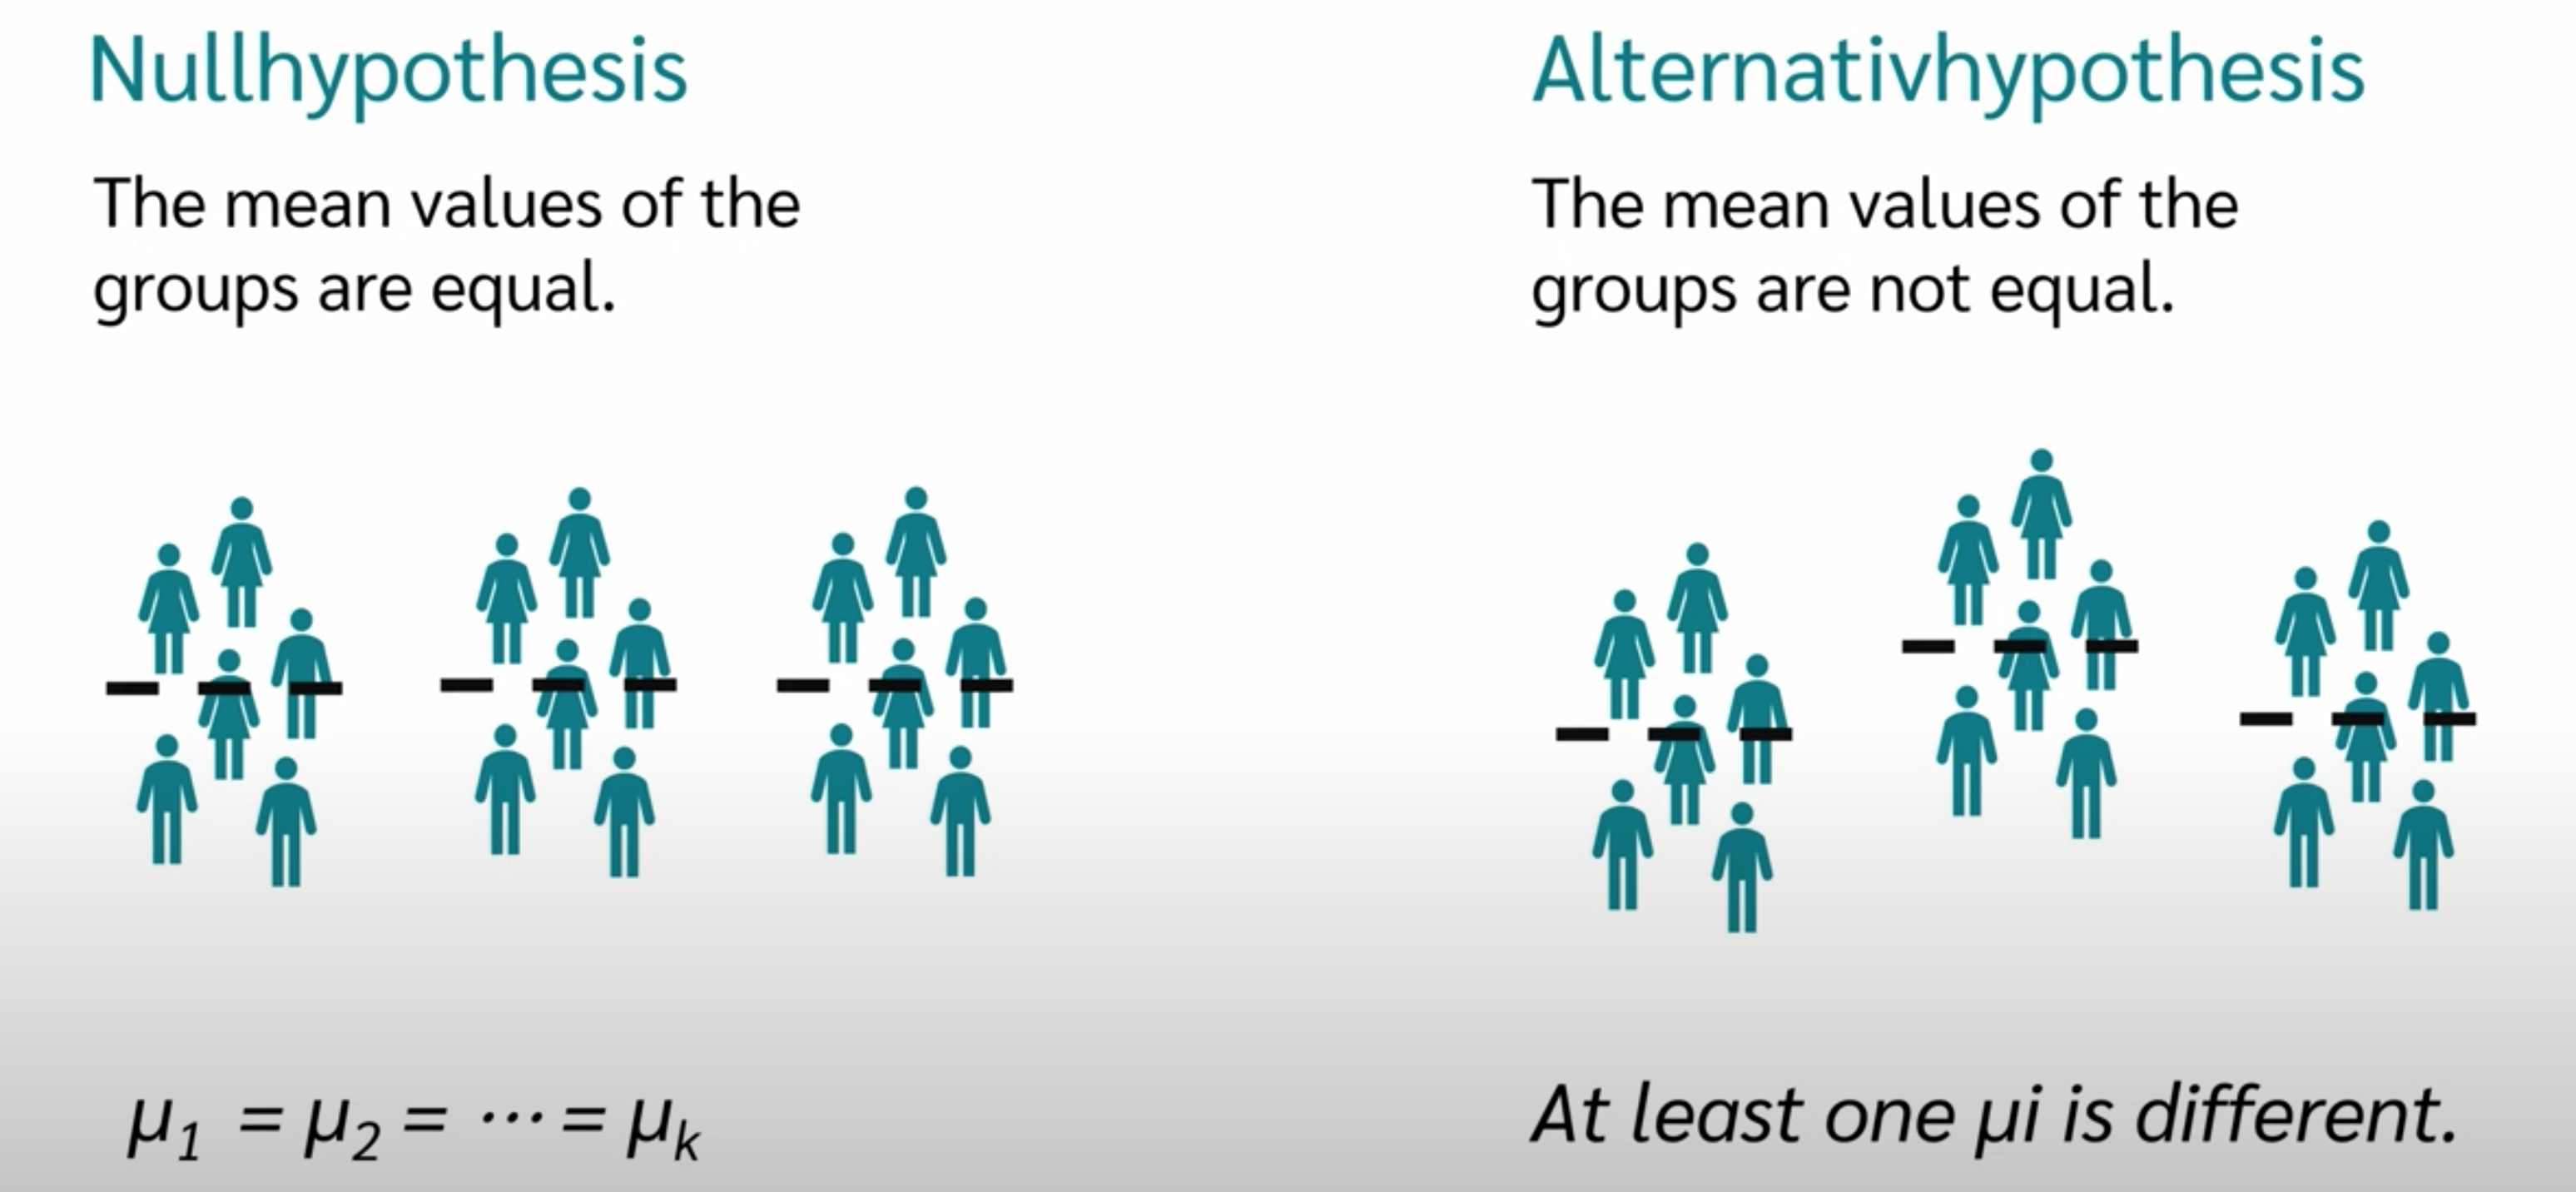 Nullhypothesis
The mean values of the
groups are equal.
μ₁ = μ₂ = ··· = μₖ
Alternativhypothesis
The mean values of the
groups are not equal.
At least one μi is different.